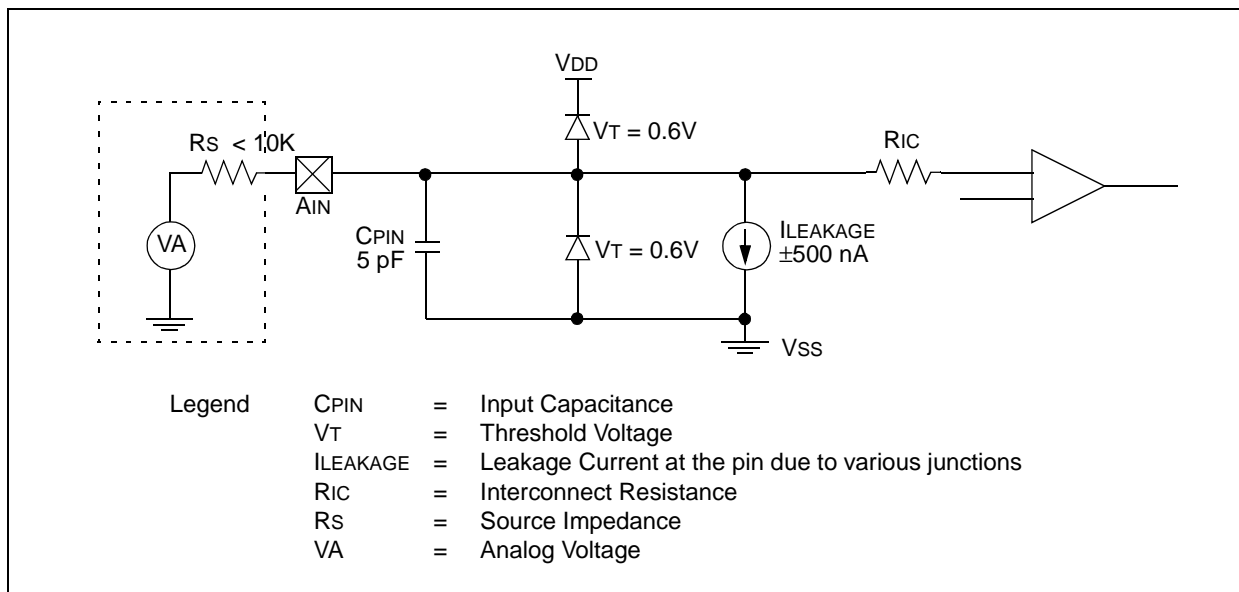 VDD
RS < 10K
VT = 0.6V
RIC
AIN
VA
CPIN
5 pF
VT = 0.6V
ILEAKAGE
±500 nA
VSS
Legend CPIN = Input Capacitance
VT = Threshold Voltage
ILEAKAGE = Leakage Current at the pin due to various junctions
RIC = Interconnect Resistance
RS = Source Impedance
VA = Analog Voltage